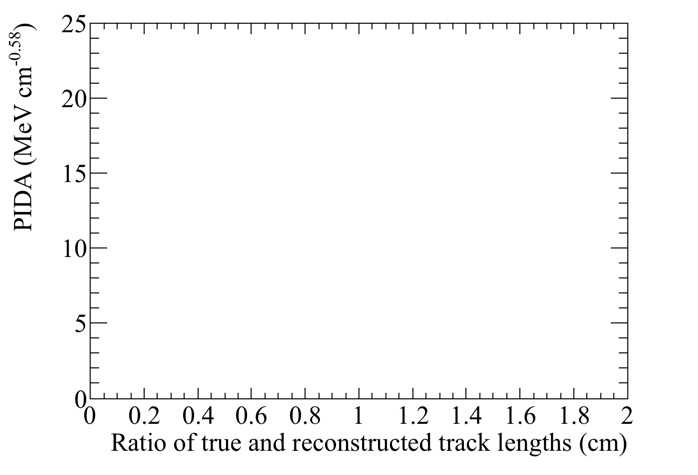 25
20
15
10
5
0
PIDA (MeV cm-0.58)
0 0.2 0.4 0.6 0.8 1 1.2 1.4 1.6 1.8 2
Ratio of true and reconstructed track lengths (cm)